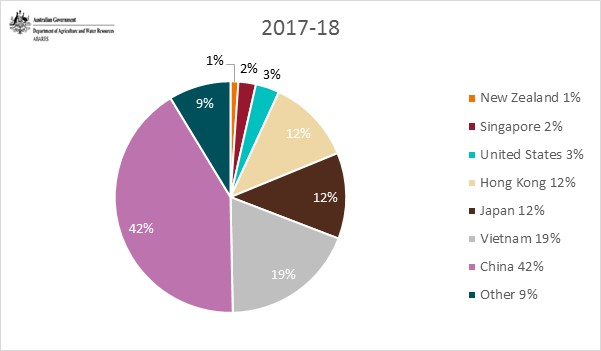 Australian Government
Department of Agriculture and Water Resources
ABARES
2017-18
1%
2%
3%
12%
12%
19%
42%
9%
New Zealand 1%
Singapore 2%
United States 3%
Hong Kong 12%
Japan 12%
Vietnam 19%
China 42%
Other 9%